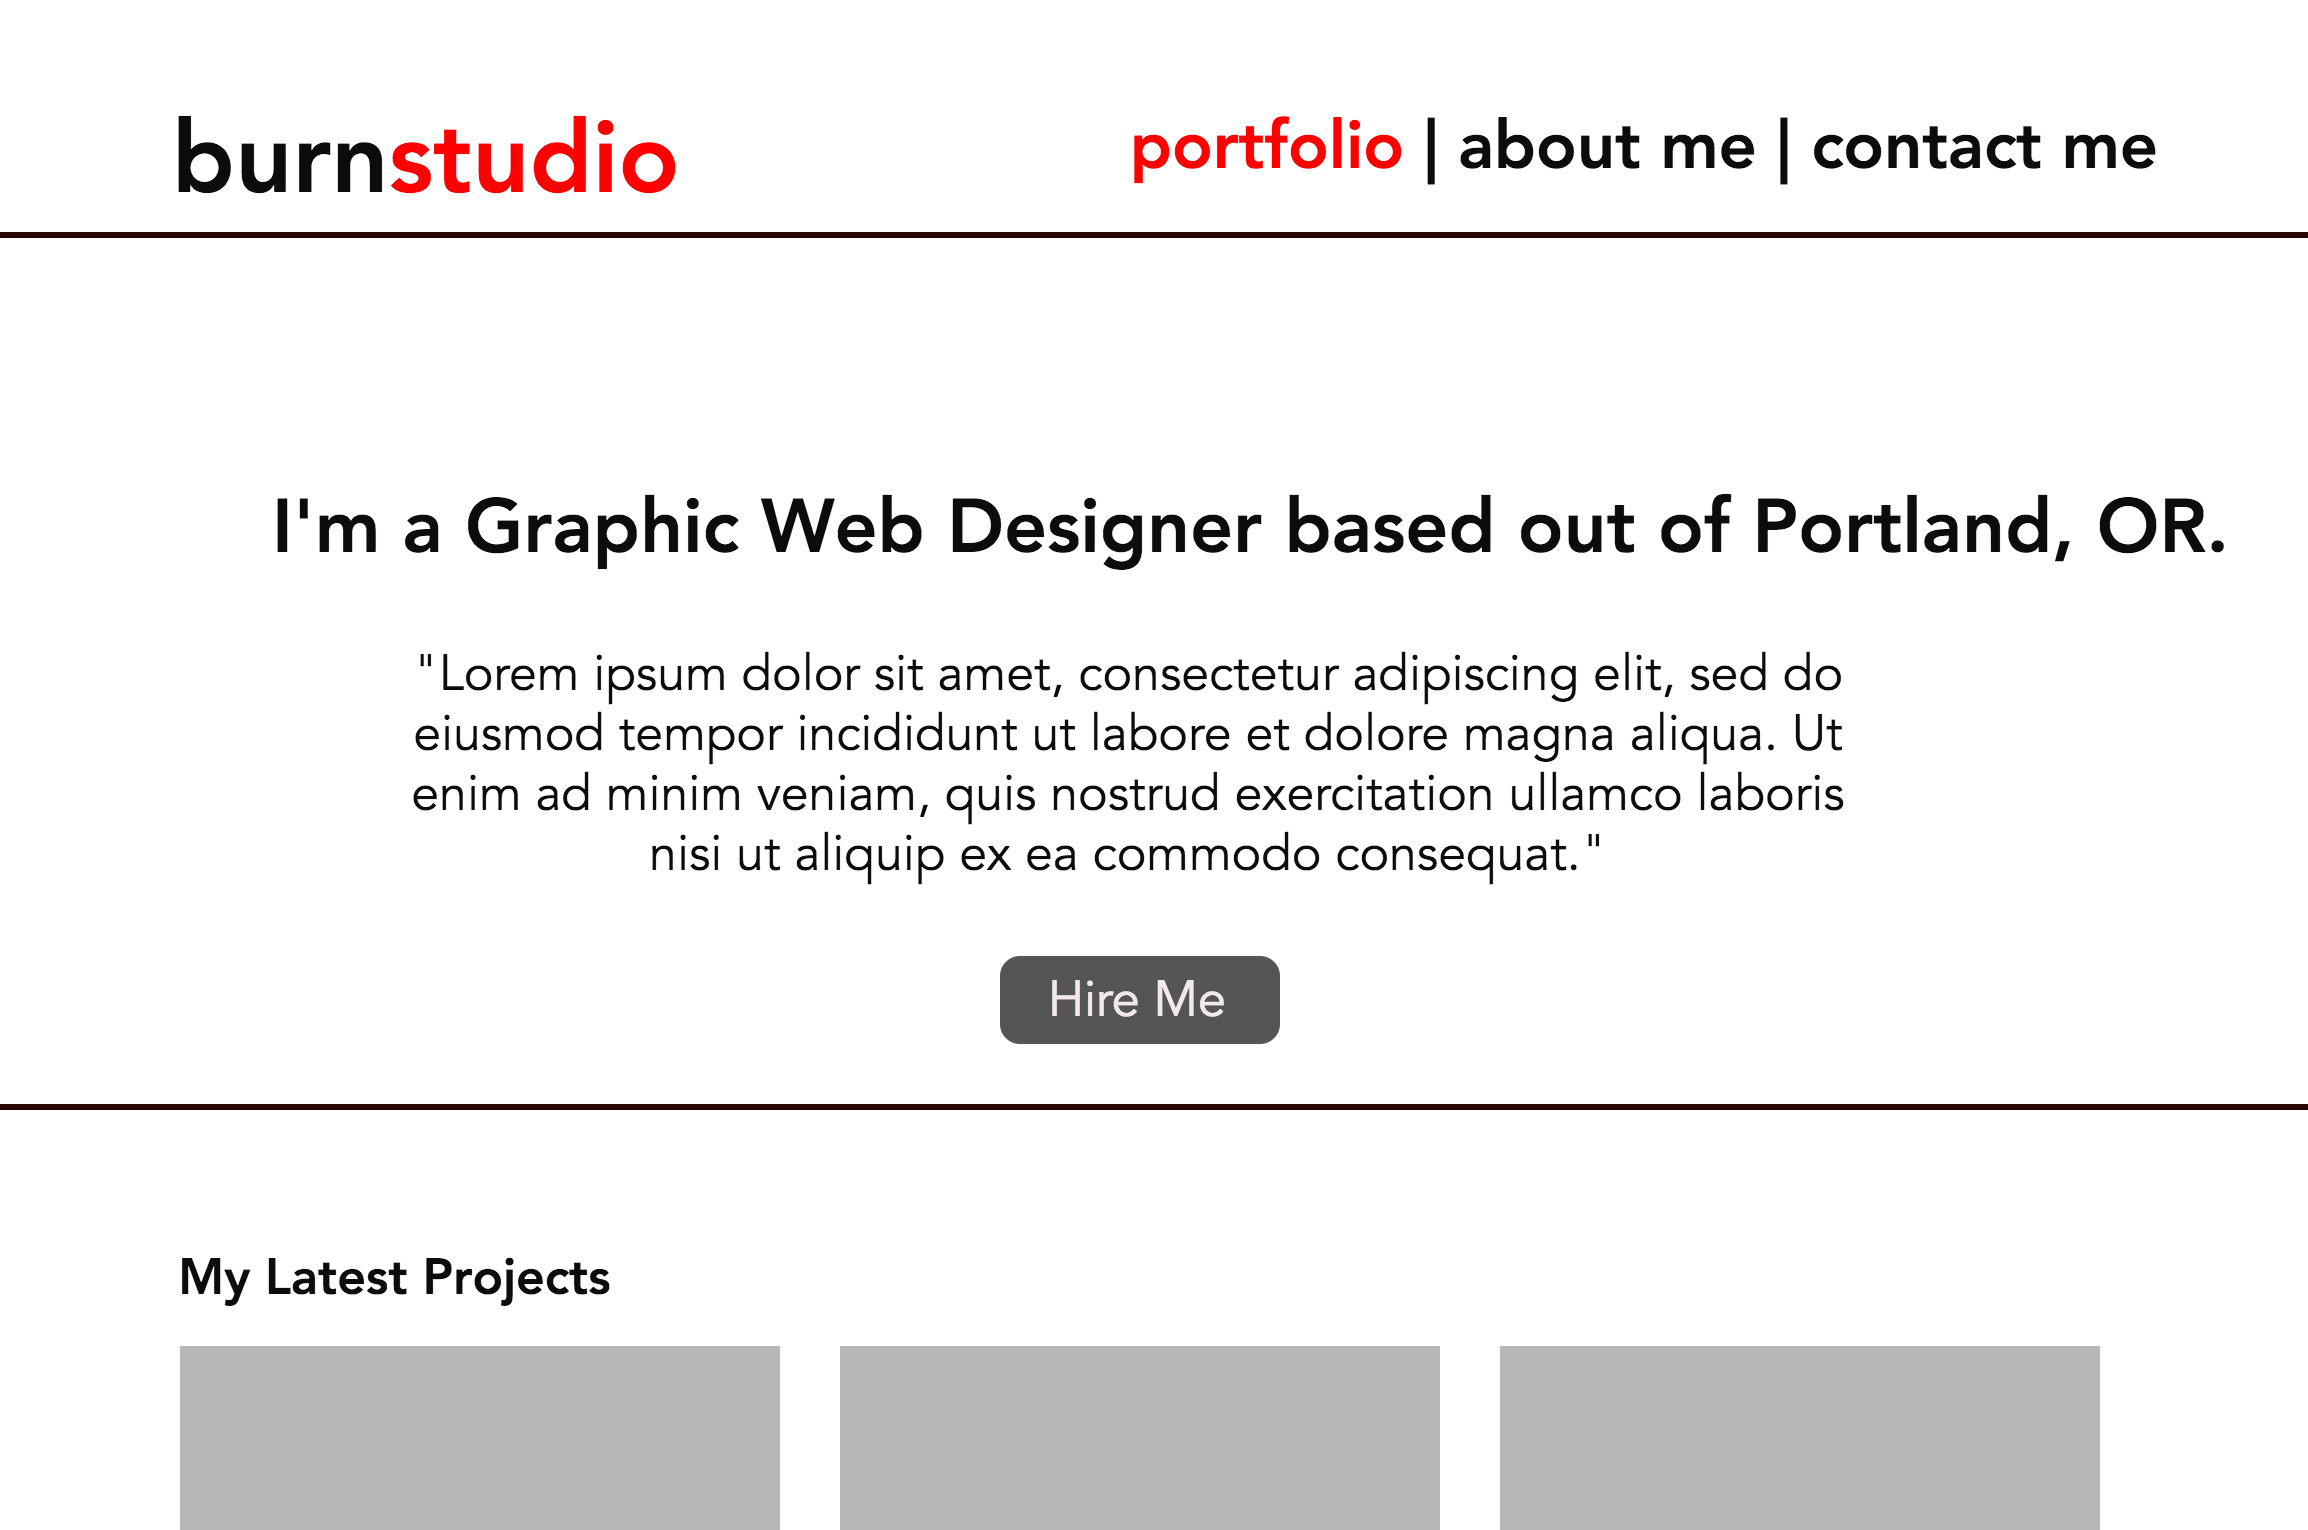 burnstudio
portfolio | about me | contact me
I'm a Graphic Web Designer based out of Portland, OR.
"Lorem ipsum dolor sit amet, consectetur adipiscing elit, sed do
eiusmod tempor incididunt ut labore et dolore magna aliqua. Ut
enim ad minim veniam, quis nostrud exercitation ullamco laboris
nisi ut aliquip ex ea commodo consequat."
Hire Me
My Latest Projects